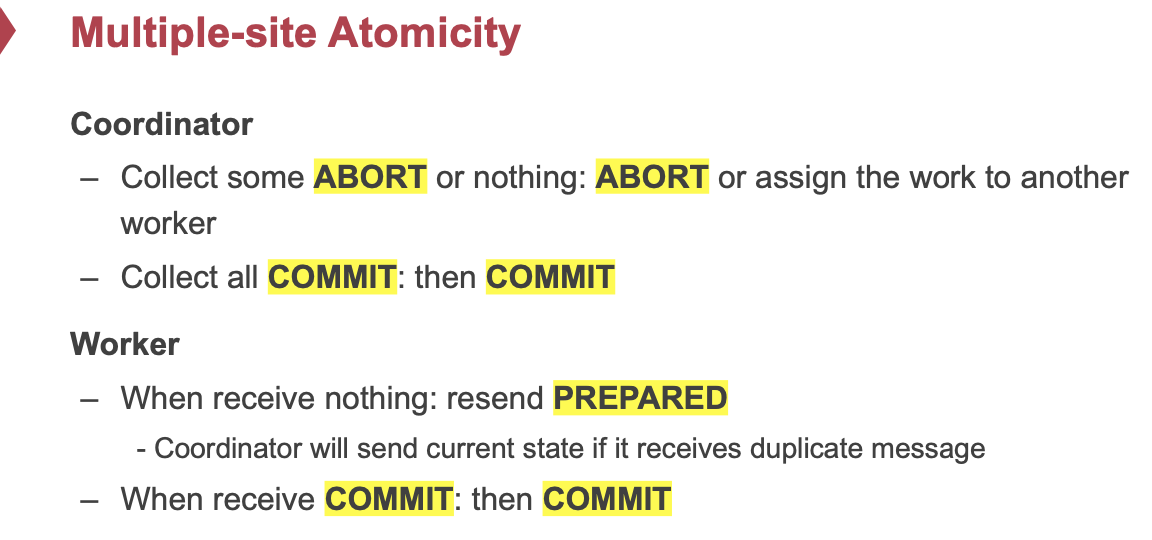 Multiple-site Atomicity
Coordinator
– Collect some ABORT or nothing: ABORT or assign the work to another
worker
– Collect all COMMIT: then COMMIT
Worker
– When receive nothing: resend PREPARED
- Coordinator will send current state if it receives duplicate message
– When receive COMMIT: then COMMIT